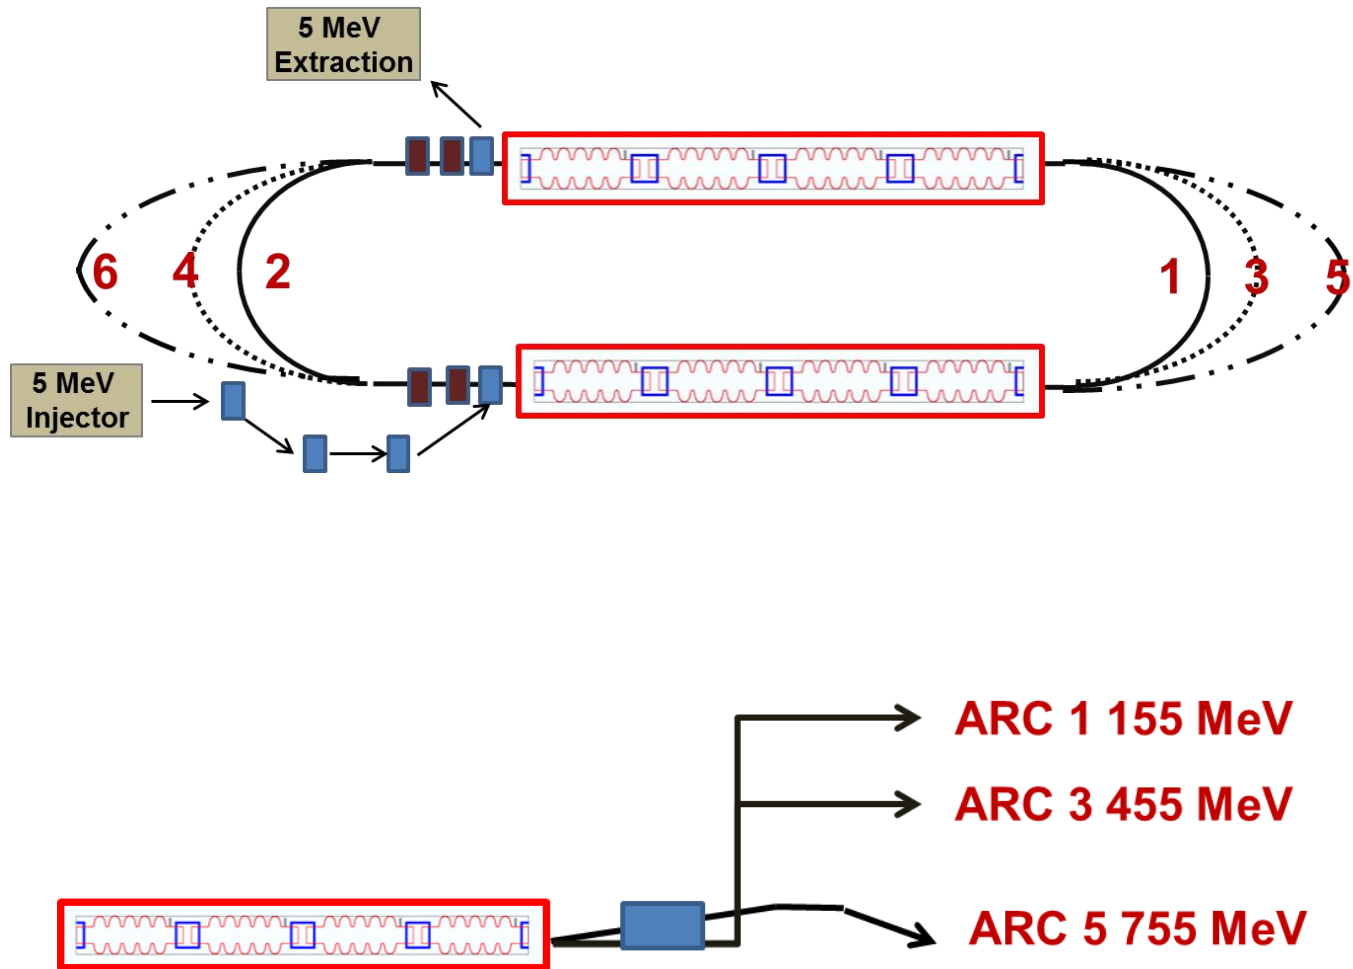 5 MeV
Extraction
6 4 2 1 3 5
5 MeV
Injector
ARC 1 155 MeV
ARC 3 455 MeV
ARC 5 755 MeV